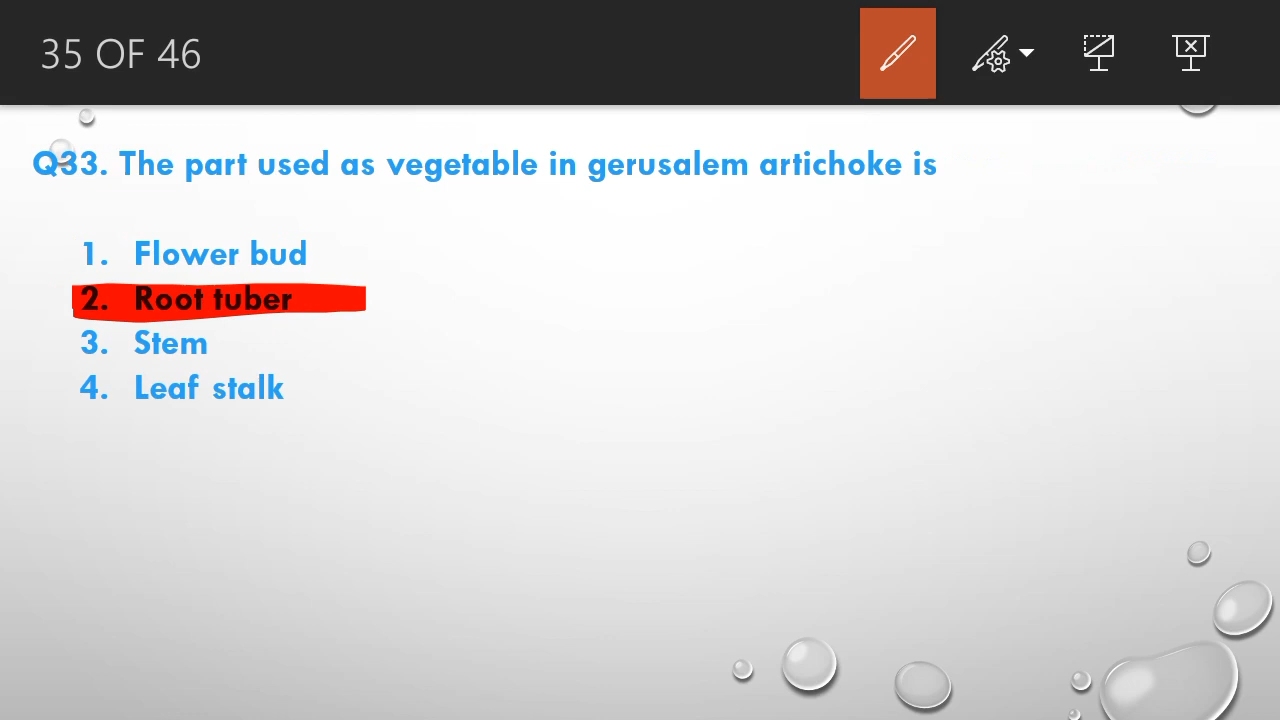 35 OF 46
Q33. The part used as vegetable in gerusalem artichoke is
1. Flower bud
2. Root tuber
3. Stem
4. Leaf stalk